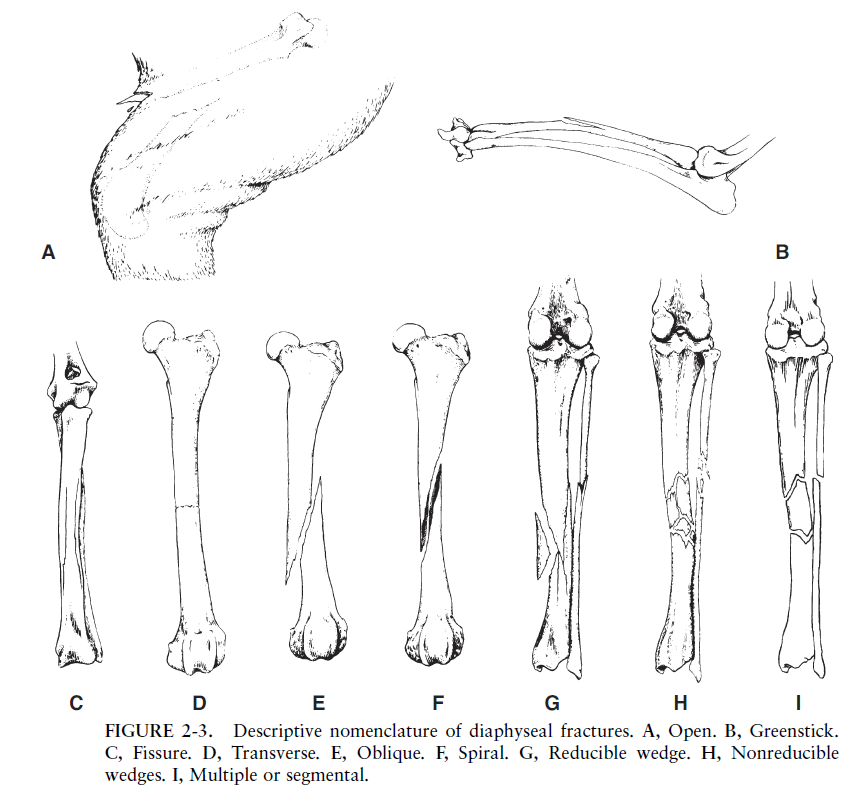 A
B
C
D
E
F
G
H
I
FIGURE 2-3. Descriptive nomenclature of diaphyseal fractures. A, Open. B, Greenstick.
C, Fissure. D, Transverse. E, Oblique. F, Spiral. G, Reducible wedge. H, Nonreducible
wedges. I, Multiple or segmental.